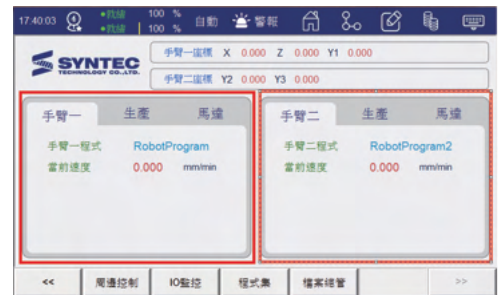 17:40:03 •就緒 100 % 自動 警報
•就緒 100 %
SYNTEC
TECHNOLOGY CO.,LTD.
手臂一座標 X 0.000 Z 0.000 Y1 0.000
手臂二座標 Y2 0.000 Y3 0.000
手臂一 生產 馬達
手臂一程式 RobotProgram
當前速度 0.000 mm/min
手臂二 生產 馬達
手臂二程式 RobotProgram2
當前速度 0.000 mm/min
<< 周邊控制 IO監控 程式集 檔案總管 >>